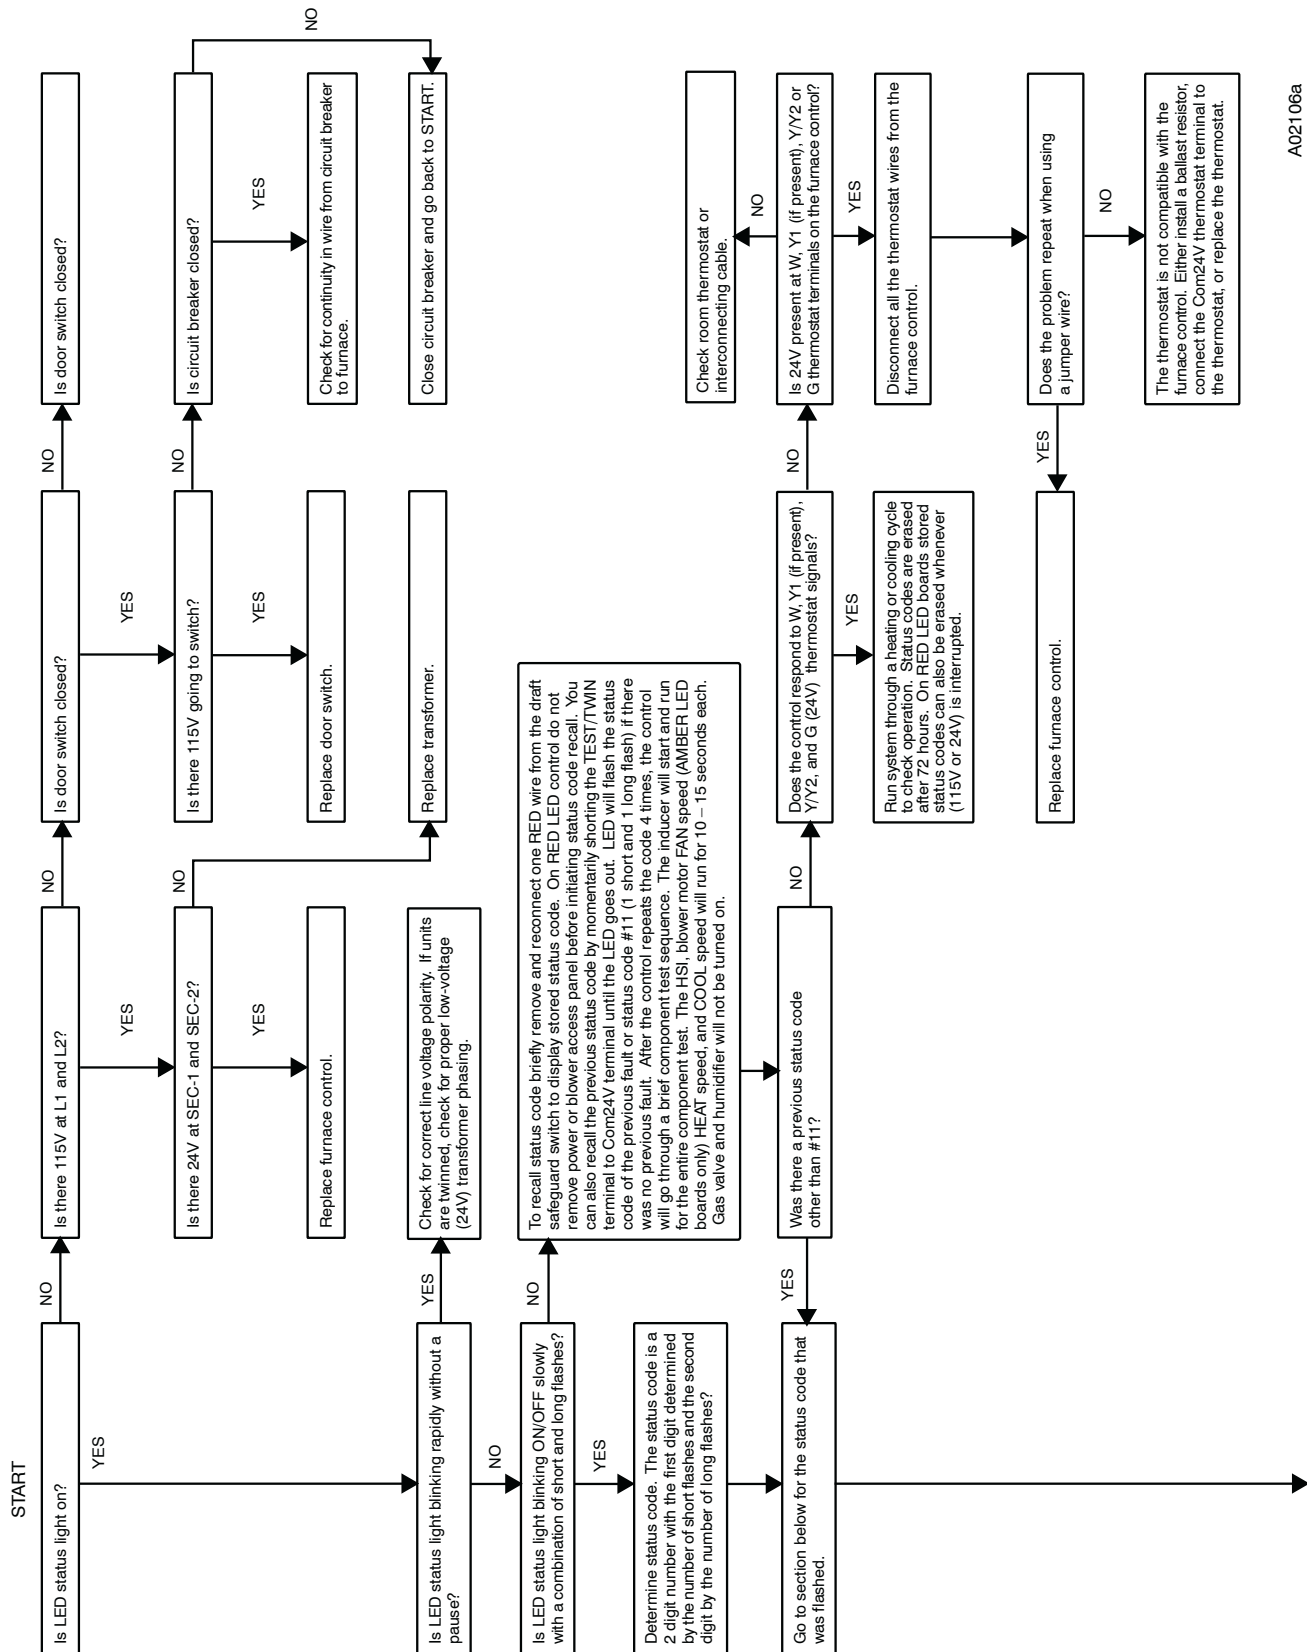 START
Is LED status light on?
NO
YES
Is there 115V at L1 and L2?
NO
YES
Is door switch closed?
NO
YES
Is door switch closed?
Is there 24V at SEC-1 and SEC-2?
NO
YES
Is there 115V going to switch?
NO
YES
Is circuit breaker closed?
NO
YES
Replace furnace control.
Replace door switch.
Check for continuity in wire from circuit breaker
to furnace.
Is LED status light blinking rapidly without a
pause?
YES
NO
Check for correct line voltage polarity. If units
are twinned, check for proper low-voltage
(24V) transformer phasing.
Replace transformer.
Close circuit breaker and go back to START.
Is LED status light blinking ON/OFF slowly
with a combination of short and long flashes?
NO
YES
To recall status code briefly remove and reconnect one RED wire from the draft
safeguard switch to display stored status code. On RED LED control do not
remove power or blower access panel before initiating status code recall. You
can also recall the previous status code by momentarily shorting the TEST/TWIN
terminal to Com24V terminal until the LED goes out. LED will flash the status
code of the previous fault or status code #11 (1 short and 1 long flash) if there
was no previous fault. After the control repeats the code 4 times, the control
will go through a brief component test sequence. The inducer will start and run
for the entire component test. The HSI, blower motor FAN speed (AMBER LED
boards only) HEAT speed, and COOL speed will run for 10 – 15 seconds each.
Gas valve and humidifier will not be turned on.
Determine status code. The status code is a
2 digit number with the first digit determined
by the number of short flashes and the second
digit by the number of long flashes?
Go to section below for the status code that
was flashed.
YES
Was there a previous status code
other than #11?
NO
Does the control respond to W, Y1 (if present),
Y/Y2, and G (24V) thermostat signals?
NO
YES
Run system through a heating or cooling cycle
to check operation. Status codes are erased
after 72 hours. On RED LED boards stored
status codes can also be erased whenever
(115V or 24V) is interrupted.
Check room thermostat or
interconnecting cable.
NO
Is 24V present at W, Y1 (if present), Y/Y2 or
G thermostat terminals on the furnace control?
YES
Disconnect all the thermostat wires from the
furnace control.
Does the problem repeat when using
a jumper wire?
YES
NO
Replace furnace control.
The thermostat is not compatible with the
furnace control. Either install a ballast resistor,
connect the Com24V thermostat terminal to
the thermostat, or replace the thermostat.
A02106a